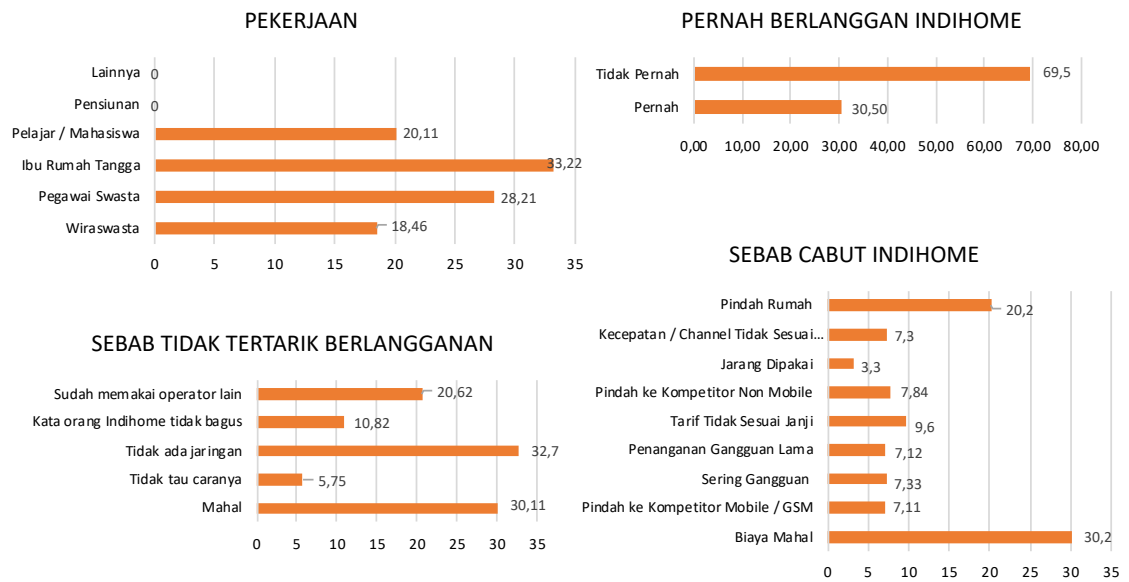 PEKERJAAN
Lainnya 0
Pensiunan 0
Pelajar / Mahasiswa 20,11
Ibu Rumah Tangga 33,22
Pegawai Swasta 28,21
Wiraswasta 18,46
0 5 10 15 20 25 30 35
PERNAH BERLANGGAN INDIHOME
Tidak Pernah 69,5
Pernah 30,50
0,00 10,00 20,00 30,00 40,00 50,00 60,00 70,00 80,00
SEBAB TIDAK TERTARIK BERLANGGANAN
Sudah memakai operator lain 20,62
Kata orang Indihome tidak bagus 10,82
Tidak ada jaringan 32,7
Tidak tau caranya 5,75
Mahal 30,11
0 5 10 15 20 25 30 35
SEBAB CABUT INDIHOME
Pindah Rumah 20,2
Kecepatan / Channel Tidak Sesuai... 7,3
Jarang Dipakai 3,3
Pindah ke Kompetitor Non Mobile 7,84
Tarif Tidak Sesuai Janji 9,6
Penanganan Gangguan Lama 7,12
Sering Gangguan 7,33
Pindah ke Kompetitor Mobile / GSM 7,11
Biaya Mahal 30,2
0 5 10 15 20 25 30 35